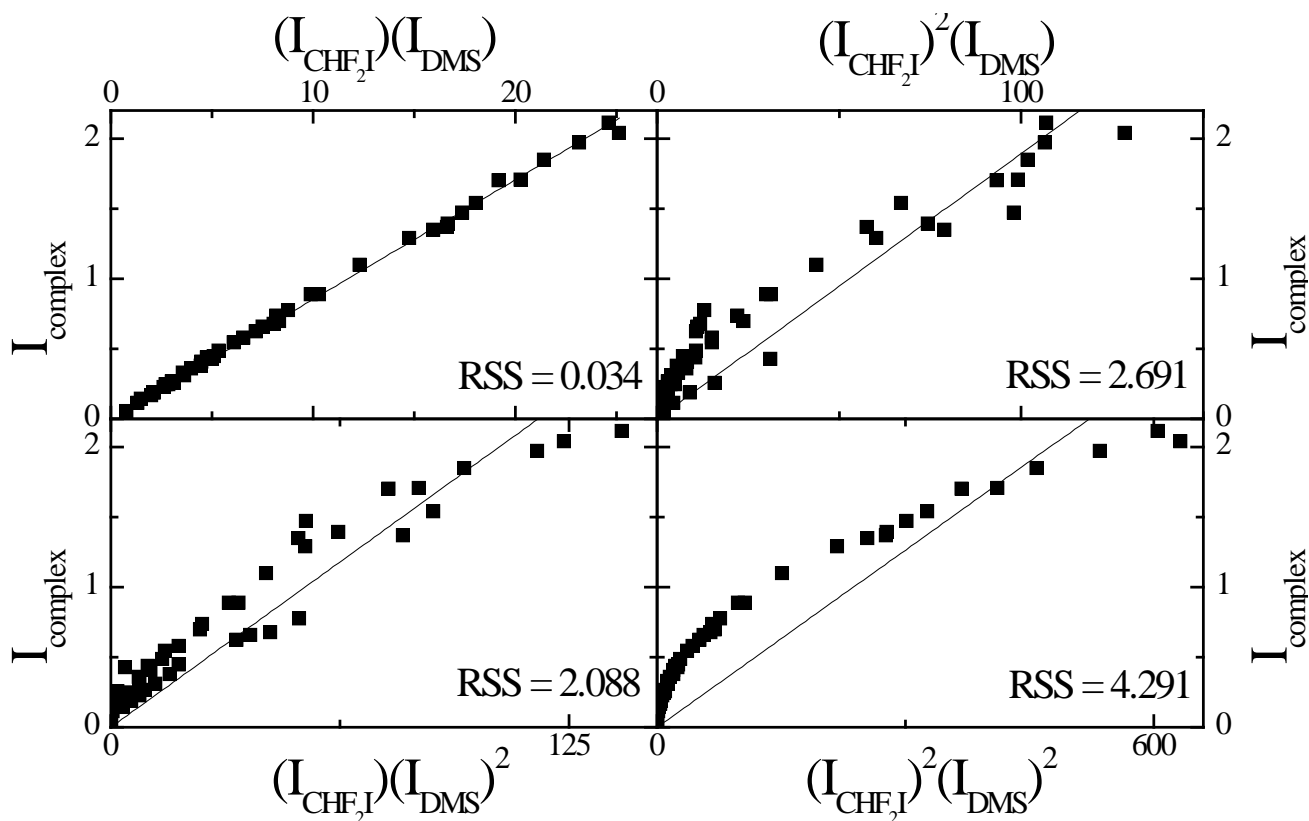 (I_CHF₂I)(I_DMS)
(I_CHF₂I)²(I_DMS)
0 10 20
0 100
2
1
0
I_complex
RSS = 0.034
RSS = 2.691
2
1
0
I_complex
2
1
0
I_complex
RSS = 2.088
RSS = 4.291
2
1
0
I_complex
0 125
0 600
(I_CHF₂I)(I_DMS)²
(I_CHF₂I)²(I_DMS)²